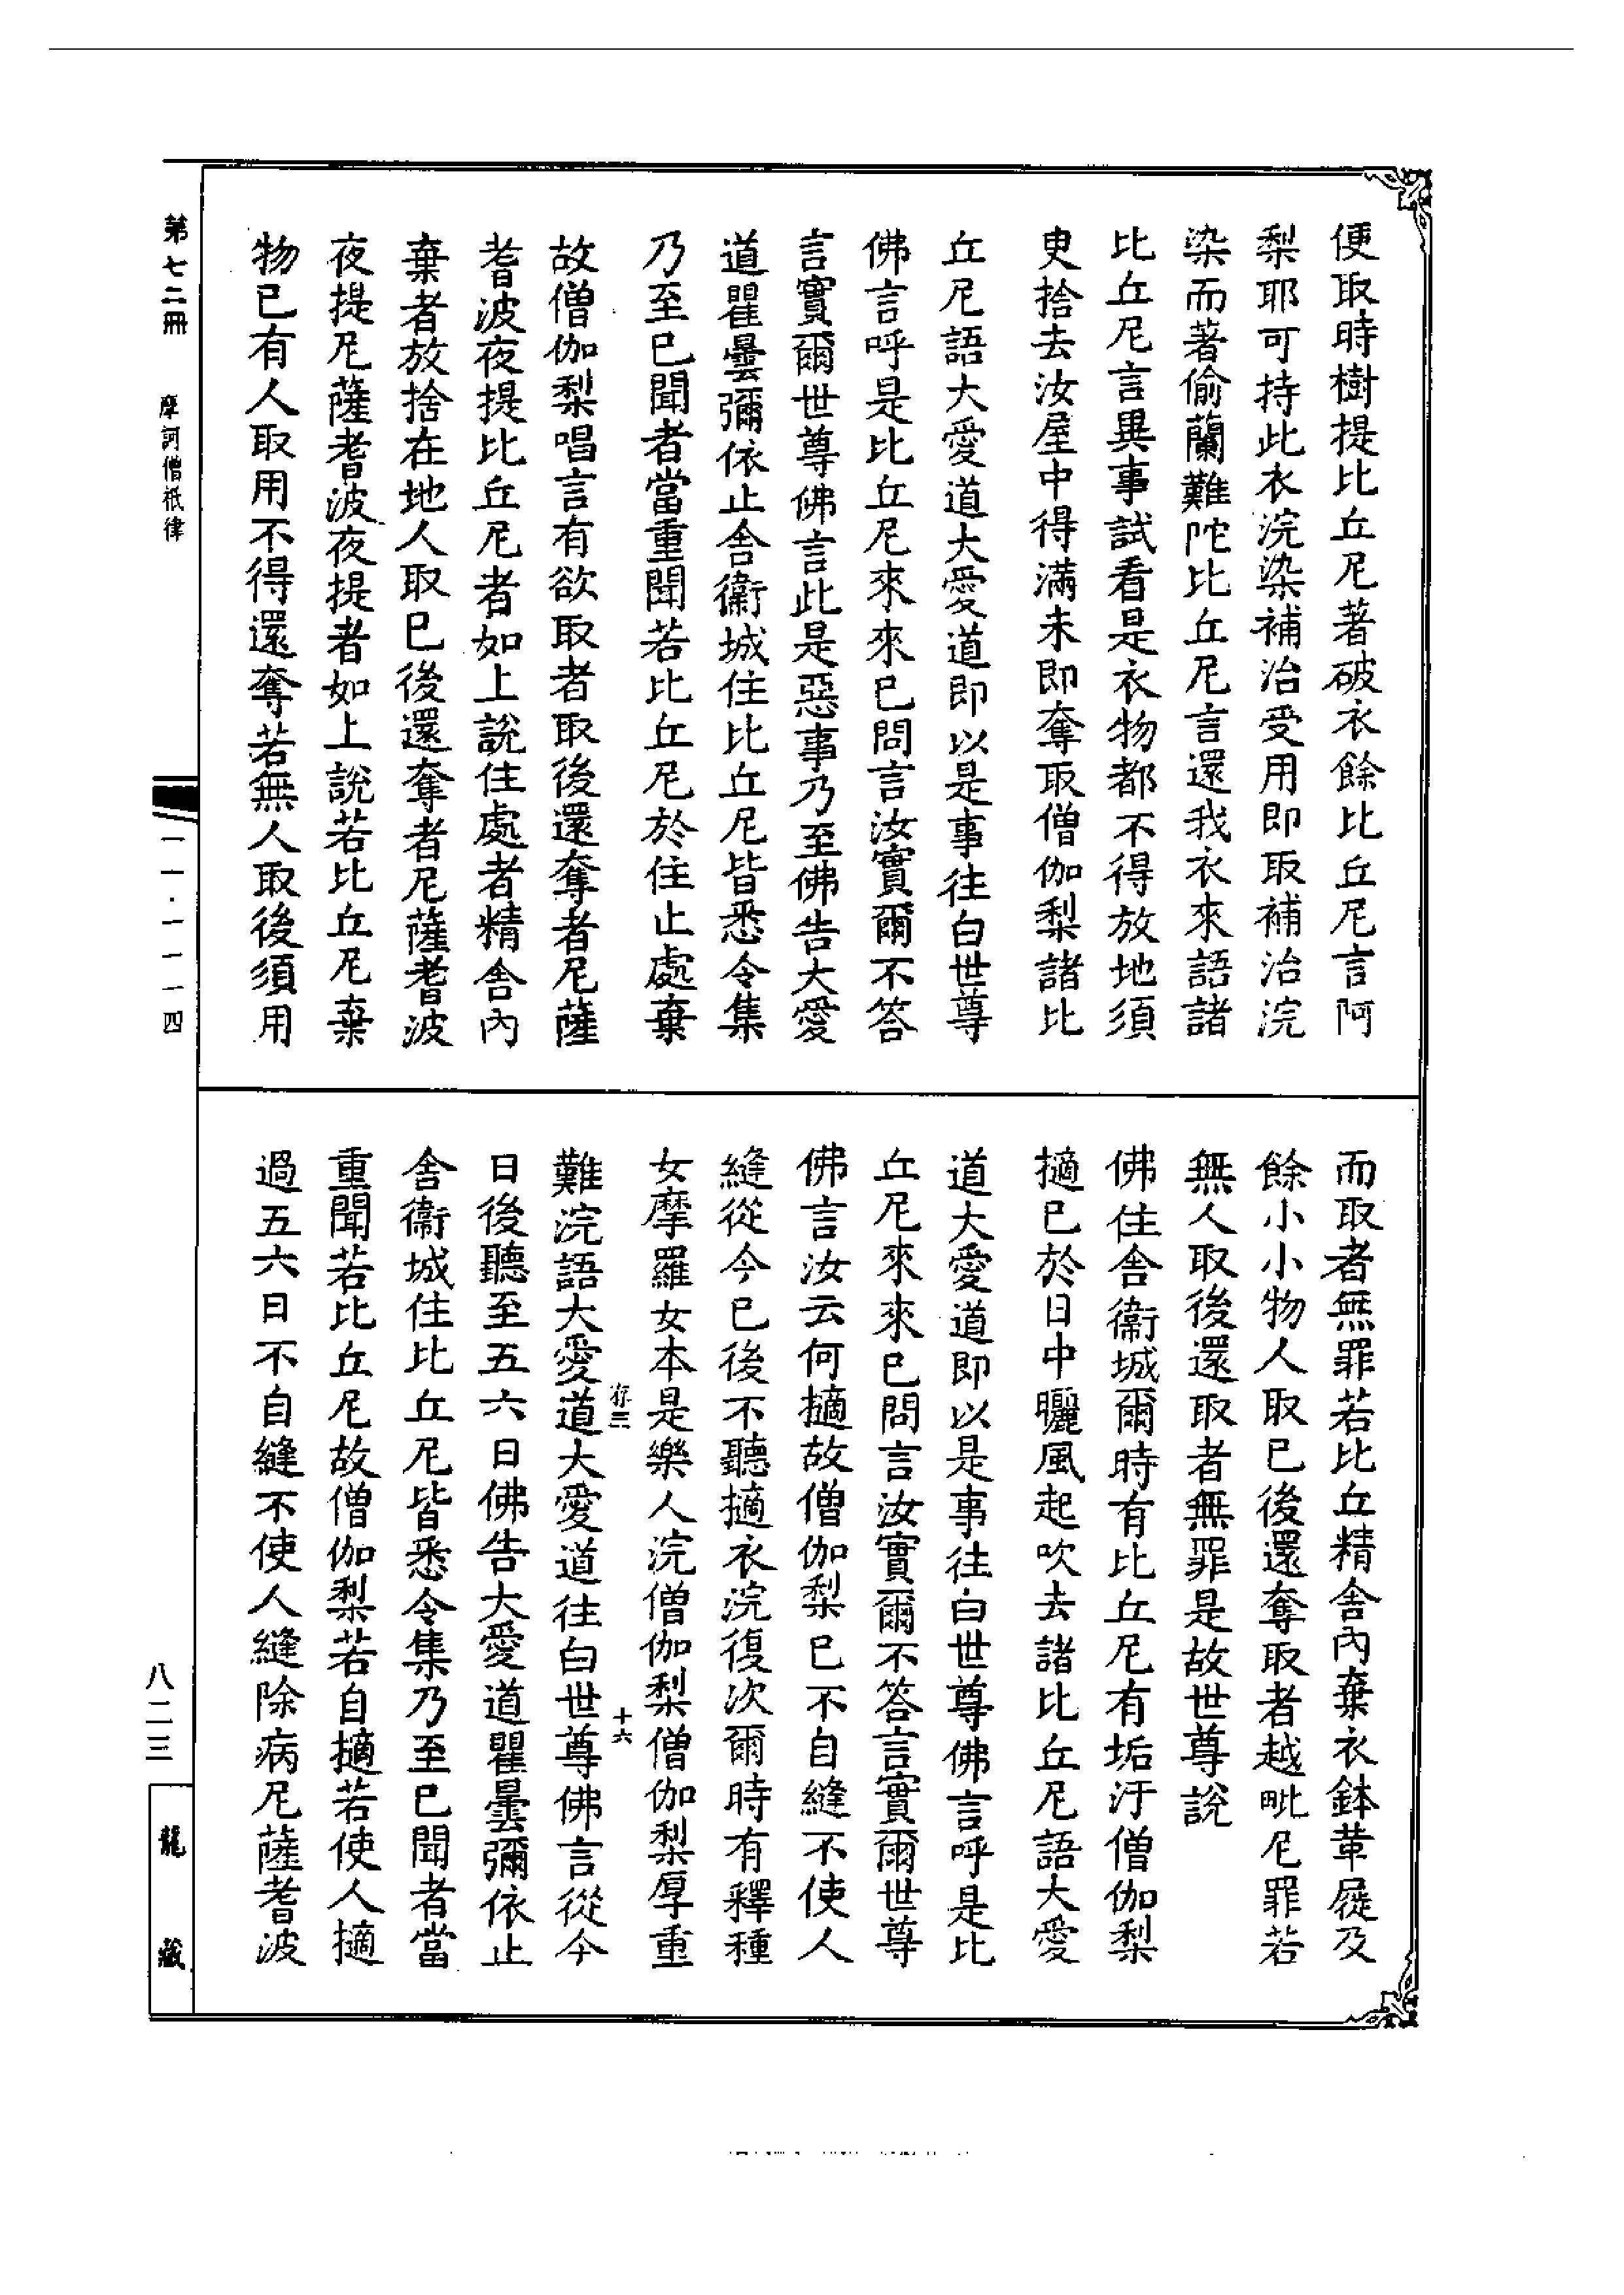 便取時樹提比丘尼著破衣餘比丘尼言阿
梨耶可持此衣浣染補治受用即取補治浣
染而著偷蘭難陀比丘尼言還我衣來語諸
比丘尼言異事試看是衣物都不得放地須
臾捨去汝屋中得滿未即奪取僧伽梨諸比
丘尼語大愛道大愛道即以是事往白世尊
佛言呼是比丘尼來來已問言汝實爾不答
言實爾世尊佛言此是惡事乃至佛告大愛
道瞿曇彌依止舍衛城住比丘尼皆悉令集
乃至已聞者當重聞若比丘尼於住止處棄
故僧伽梨唱言有欲取者取後還奪者尼薩
耆波夜提比丘尼者如上說住處者精舍內
棄者放捨在地人取已後還奪者尼薩耆波
夜提尼薩耆波夜提者如上說若比丘尼棄
物已有人取用不得還奪若無人取後須用
而取者無罪若比丘精舍內棄衣鉢革屣及
餘小小物人取已後還奪取者越毗尼罪若
無人取後還取者無罪是故世尊說
佛住舍衛城爾時有比丘尼有垢汙僧伽梨
擿已於日中曬風起吹去諸比丘尼語大愛
道大愛道即以是事往白世尊佛言呼是比
丘尼來來已問言汝實爾不答言實爾世尊
佛言汝云何擿故僧伽梨已不自縫不使人
縫從今已後不聽擿衣浣復次爾時有釋種
女摩羅女本是樂人浣僧伽梨僧伽梨厚重
存三 十六
難浣語大愛道大愛道往白世尊佛言從今
日後聽至五六日佛告大愛道瞿曇彌依止
舍衛城住比丘尼皆悉令集乃至已聞者當
重聞若比丘尼故僧伽梨若自擿若使人擿
過五六日不自縫不使人縫除病尼薩耆波
第七二冊 摩訶僧祇律
一一·一一一四
八二三
龍藏